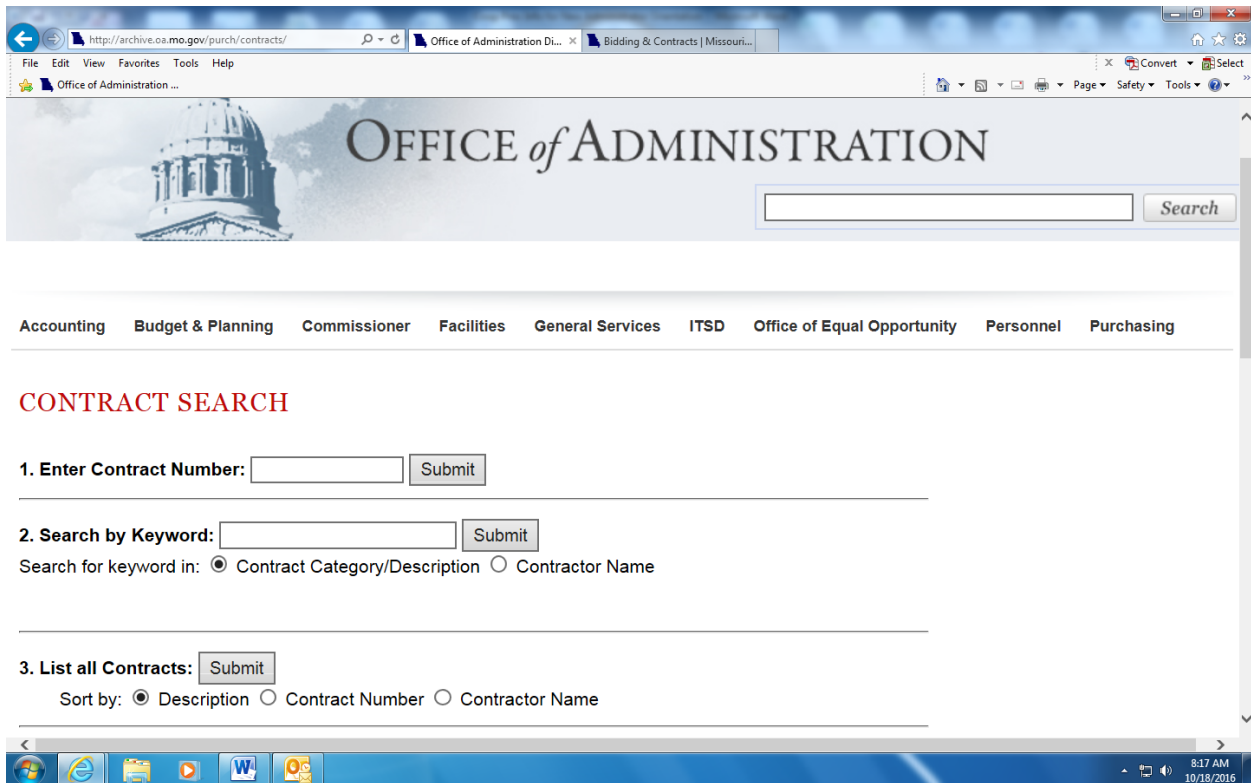 http://archive.oa.mo.gov/purch/contracts/
Office of Administration Di...
Bidding & Contracts | Missouri...
File Edit View Favorites Tools Help
Convert Select
Office of Administration ...
Page Safety Tools
OFFICE of ADMINISTRATION
Search
Accounting Budget & Planning Commissioner Facilities General Services ITSD Office of Equal Opportunity Personnel Purchasing
CONTRACT SEARCH
1. Enter Contract Number: Submit
2. Search by Keyword: Submit
Search for keyword in: Contract Category/Description Contractor Name
3. List all Contracts: Submit
Sort by: Description Contract Number Contractor Name
8:17 AM
10/18/2016